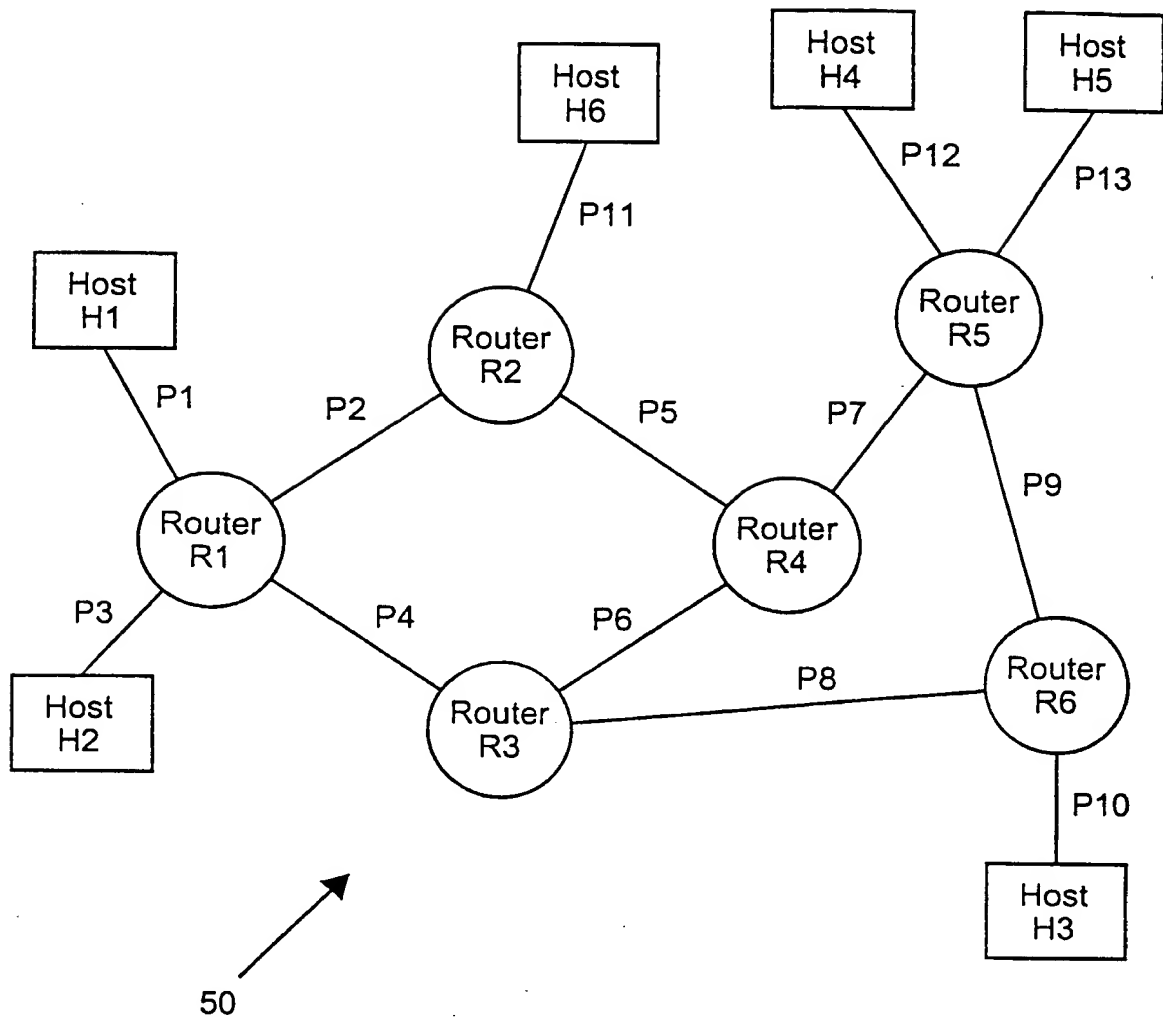 Host
H4
Host
H5
Host
H6
P12
P13
P11
Host
H1
Router
R5
Router
R2
P1
P2
P5
P7
P9
Router
R1
Router
R4
P3
P4
P6
Router
R6
P8
Host
H2
Router
R3
P10
Host
H3
50